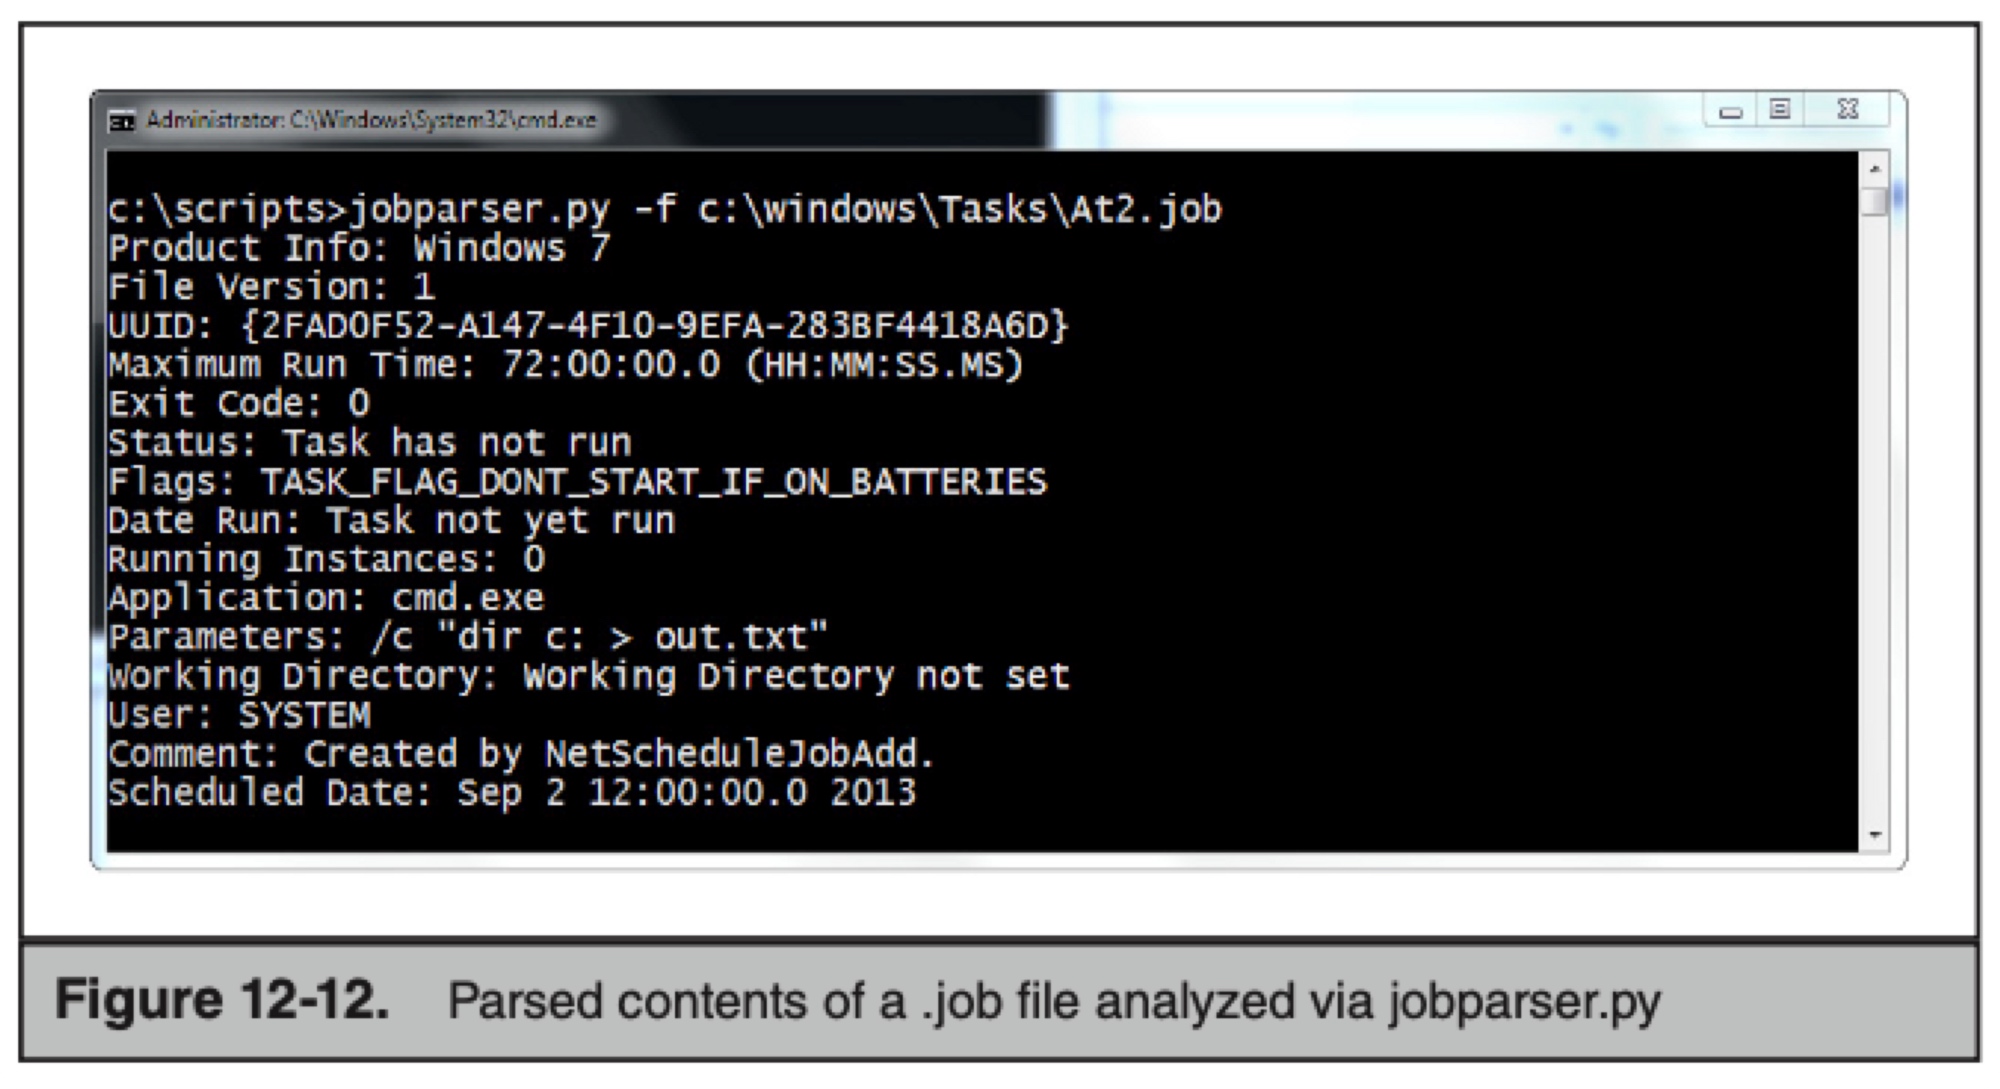 Administrator: C:\Windows\System32\cmd.exe
c:\scripts>jobparser.py -f c:\windows\Tasks\At2.job
Product Info: Windows 7
File Version: 1
UUID: {2FAD0F52-A147-4F10-9EFA-283BF4418A6D}
Maximum Run Time: 72:00:00.0 (HH:MM:SS.MS)
Exit Code: 0
Status: Task has not run
Flags: TASK_FLAG_DONT_START_IF_ON_BATTERIES
Date Run: Task not yet run
Running Instances: 0
Application: cmd.exe
Parameters: /c "dir c: > out.txt"
Working Directory: Working Directory not set
User: SYSTEM
Comment: Created by NetScheduleJobAdd.
Scheduled Date: Sep 2 12:00:00.0 2013
Figure 12-12. Parsed contents of a .job file analyzed via jobparser.py